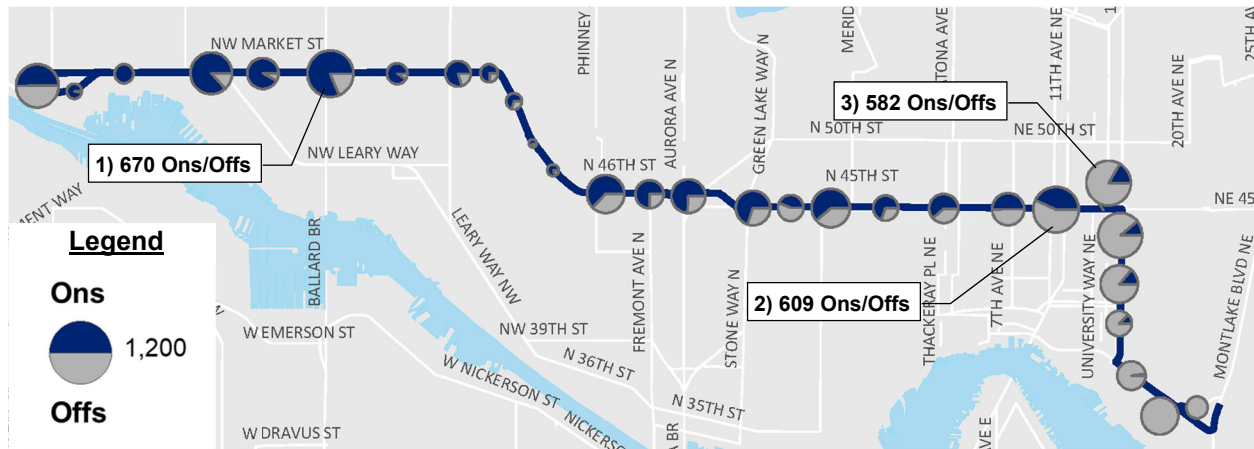 NW MARKET ST
PHINNEY
AURORA AVE N
GREEN LAKE WAY N
MERID
TONA AVE
11TH AVE NE
1
20TH AVE NE
25TH AV
3) 582 Ons/Offs
N 50TH ST
NE 50TH ST
1) 670 Ons/Offs
NW LEARY WAY
N 46TH ST
N 45TH ST
NE 45
MENT WAY
Legend
Ons
1,200
Offs
BALLARD BR
LEARY WAY NW
FREMONT AVE N
STONE WAY N
2) 609 Ons/Offs
THACKERAY PL NE
7TH AVE NE
UNIVERSITY WAY NE
MONTLAKE BLVD NE
W EMERSON ST
NW 39TH ST
N 36TH ST
W NICKERSON ST
N 35TH ST
NICKERSO
W DRAVUS ST
A BR
AVE E
N